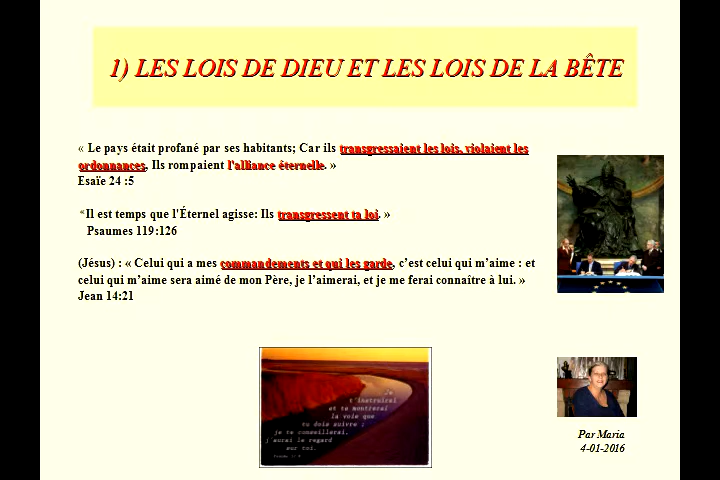 1) LES LOIS DE DIEU ET LES LOIS DE LA BÊTE
« Le pays était profané par ses habitants; Car ils transgressaient les lois, violaient les
ordonnances, Ils rompaient l'alliance éternelle. »
Esaïe 24 :5
“Il est temps que l'Éternel agisse: Ils transgressent ta loi. »
Psaumes 119:126
(Jésus) : « Celui qui a mes commandements et qui les garde, c’est celui qui m’aime : et
celui qui m’aime sera aimé de mon Père, je l’aimerai, et je me ferai connaître à lui. »
Jean 14:21
Je
t'instruirai
et te montrerai
la voie que
tu dois suivre ;
je te conseillerai,
j'aurai le regard
sur toi.
Par Maria
4-01-2016